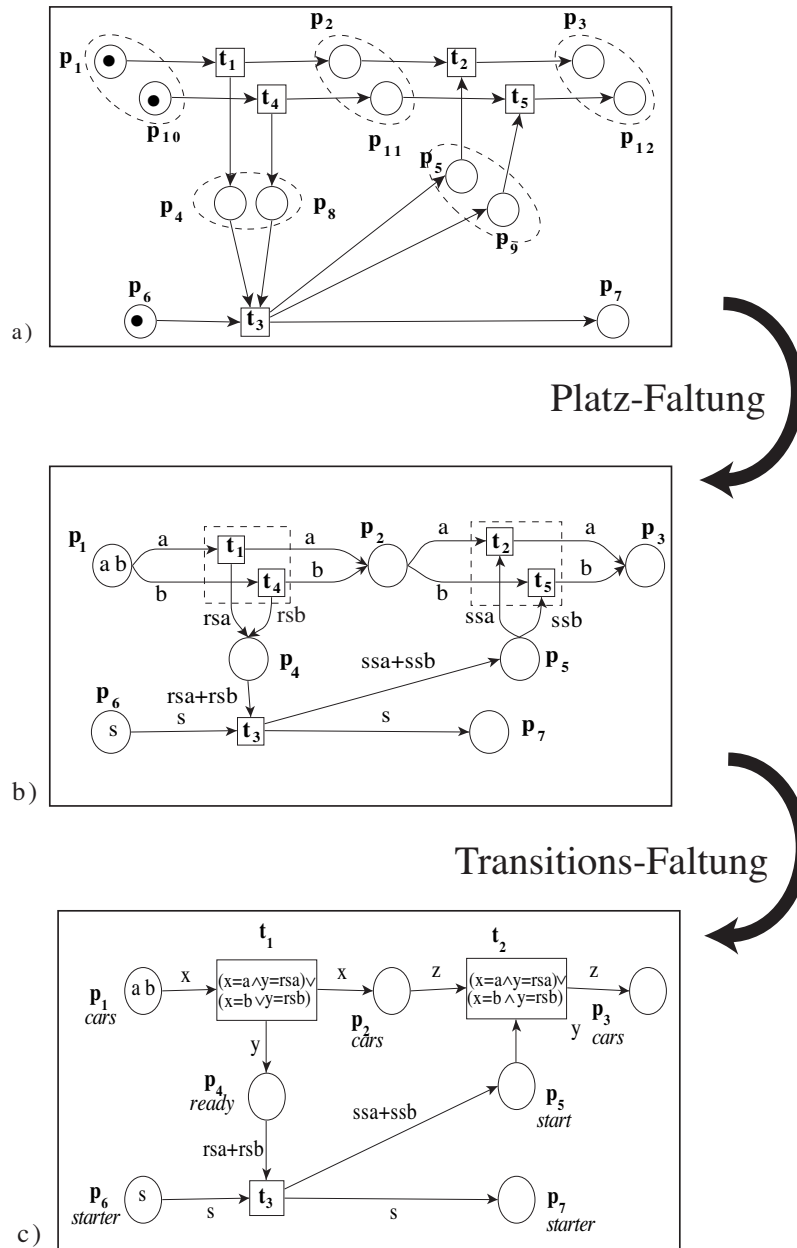 p2
p3
p1
t1
t2
t4
t5
p10
p11
p12
p5
p4
p8
p9
p6
p7
t3
a)
Platz-Faltung
p1
a
a
p2
a
a
p3
t1
t2
a b
b
t4
b
b
t5
b
rsa
rsb
ssa
ssb
p4
ssa+ssb
p5
p6
rsa+rsb
s
s
t3
s
p7
b)
Transitions-Faltung
t1
t2
x
x
z
z
a b
(x=a∧y=rsa)∨
(x=b∨y=rsb)
(x=a∧y=rsa)∨
(x=b∧y=rsb)
p1
cars
p2
cars
y
p3
cars
y
p4
ready
ssa+ssb
p5
start
rsa+rsb
p6
starter
s
s
t3
s
p7
starter
c)